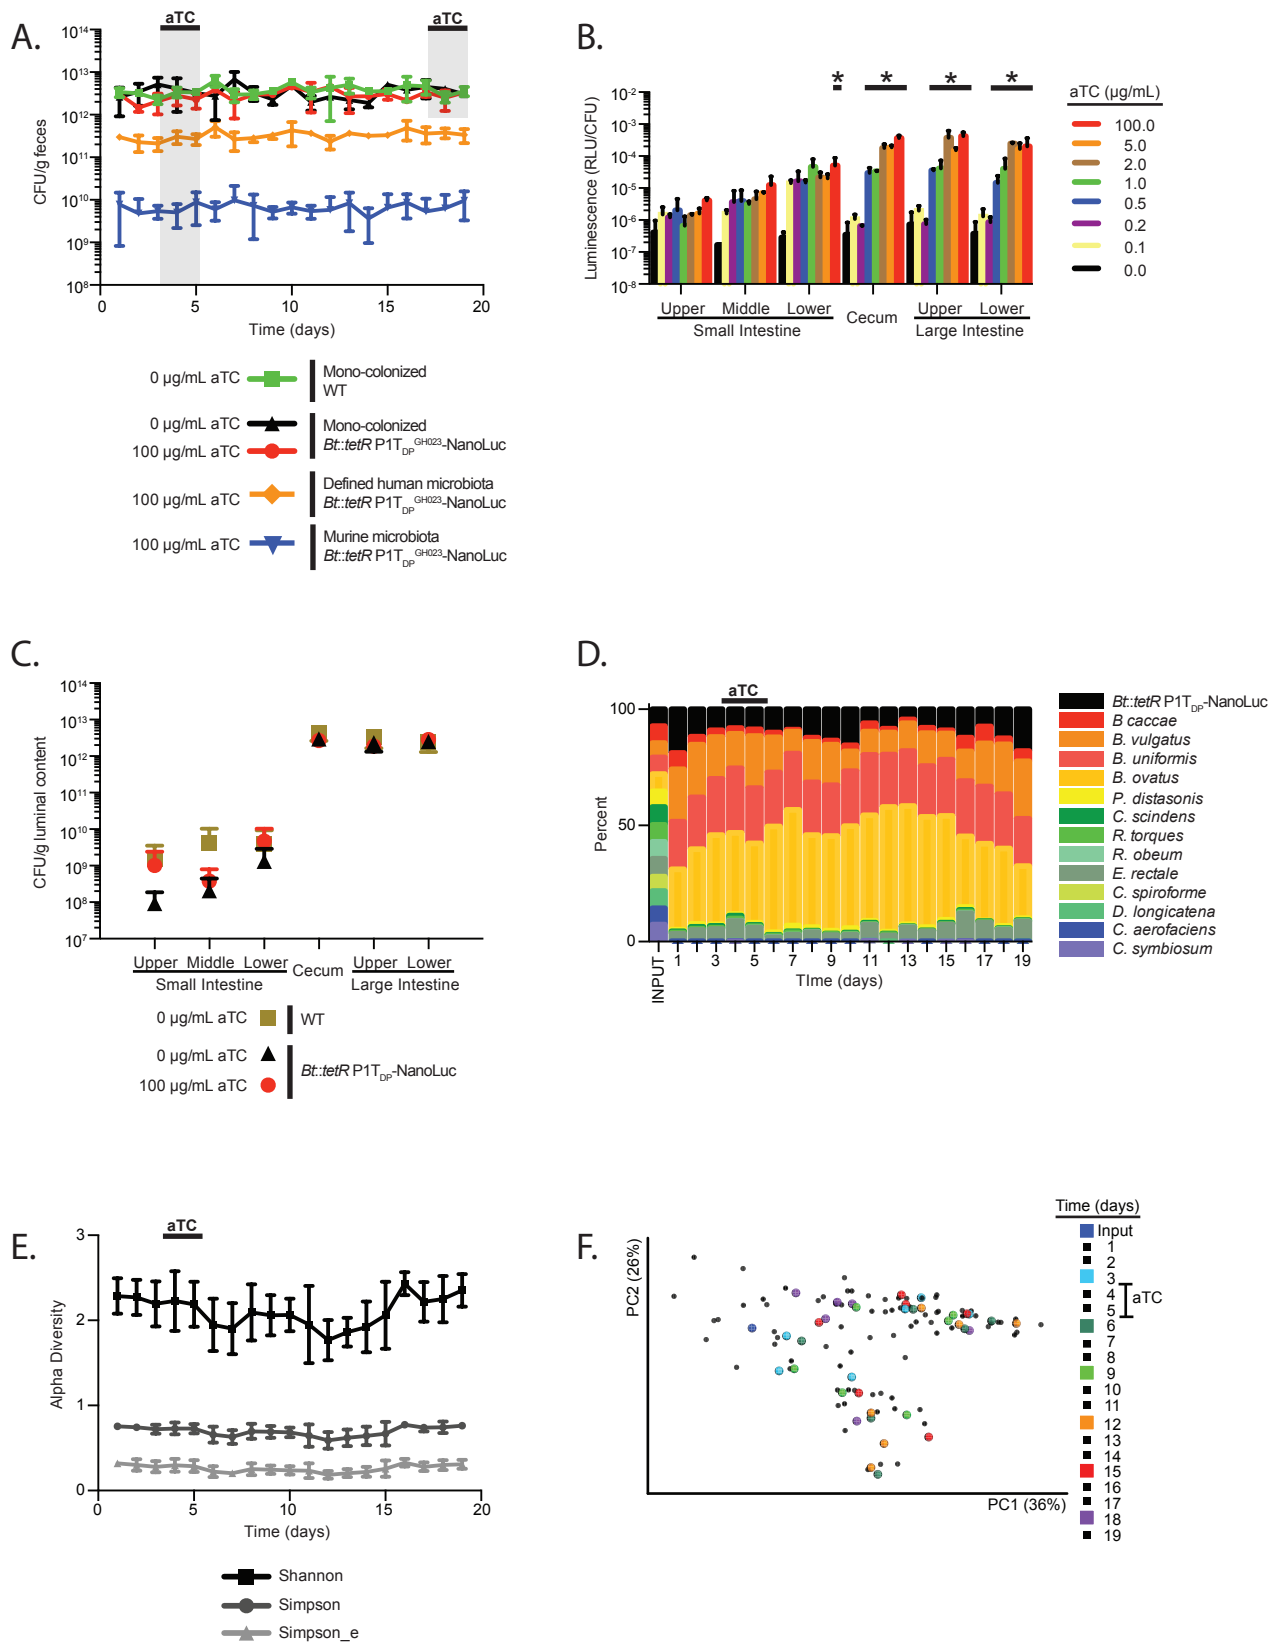 A.
aTC
aTC
10^14
10^13
10^12
10^11
10^10
10^9
10^8
CFU/g feces
0
5
10
15
20
Time (days)
0 µg/mL aTC
Mono-colonized
WT
0 µg/mL aTC
100 µg/mL aTC
Mono-colonized
Bt::tetR P1T_DP^GH023-NanoLuc
100 µg/mL aTC
Defined human microbiota
Bt::tetR P1T_DP^GH023-NanoLuc
100 µg/mL aTC
Murine microbiota
Bt::tetR P1T_DP^GH023-NanoLuc
B.
* * * *
10^-2
10^-3
10^-4
10^-5
10^-6
10^-7
10^-8
Luminescence (RLU/CFU)
Upper Middle Lower
Small Intestine
Cecum
Upper Lower
Large Intestine
aTC (µg/mL)
100.0
5.0
2.0
1.0
0.5
0.2
0.1
0.0
C.
10^14
10^13
10^12
10^11
10^10
10^9
10^8
10^7
CFU/g luminal content
Upper Middle Lower
Small Intestine
Cecum
Upper Lower
Large Intestine
0 µg/mL aTC
WT
0 µg/mL aTC
100 µg/mL aTC
Bt::tetR P1T_DP-NanoLuc
D.
aTC
100
50
0
Percent
INPUT
1 3 5 7 9 11 13 15 17 19
TIme (days)
Bt::tetR P1T_DP-NanoLuc
B caccae
B. vulgatus
B. uniformis
B. ovatus
P. distasonis
C. scindens
R. torques
R. obeum
E. rectale
C. spiroforme
D. longicatena
C. aerofaciens
C. symbiosum
E.
aTC
3
2
1
0
Alpha Diversity
0
5
10
15
20
Time (days)
Shannon
Simpson
Simpson_e
F.
PC2 (26%)
PC1 (36%)
Time (days)
Input
1
2
3
4
5
aTC
6
7
8
9
10
11
12
13
14
15
16
17
18
19